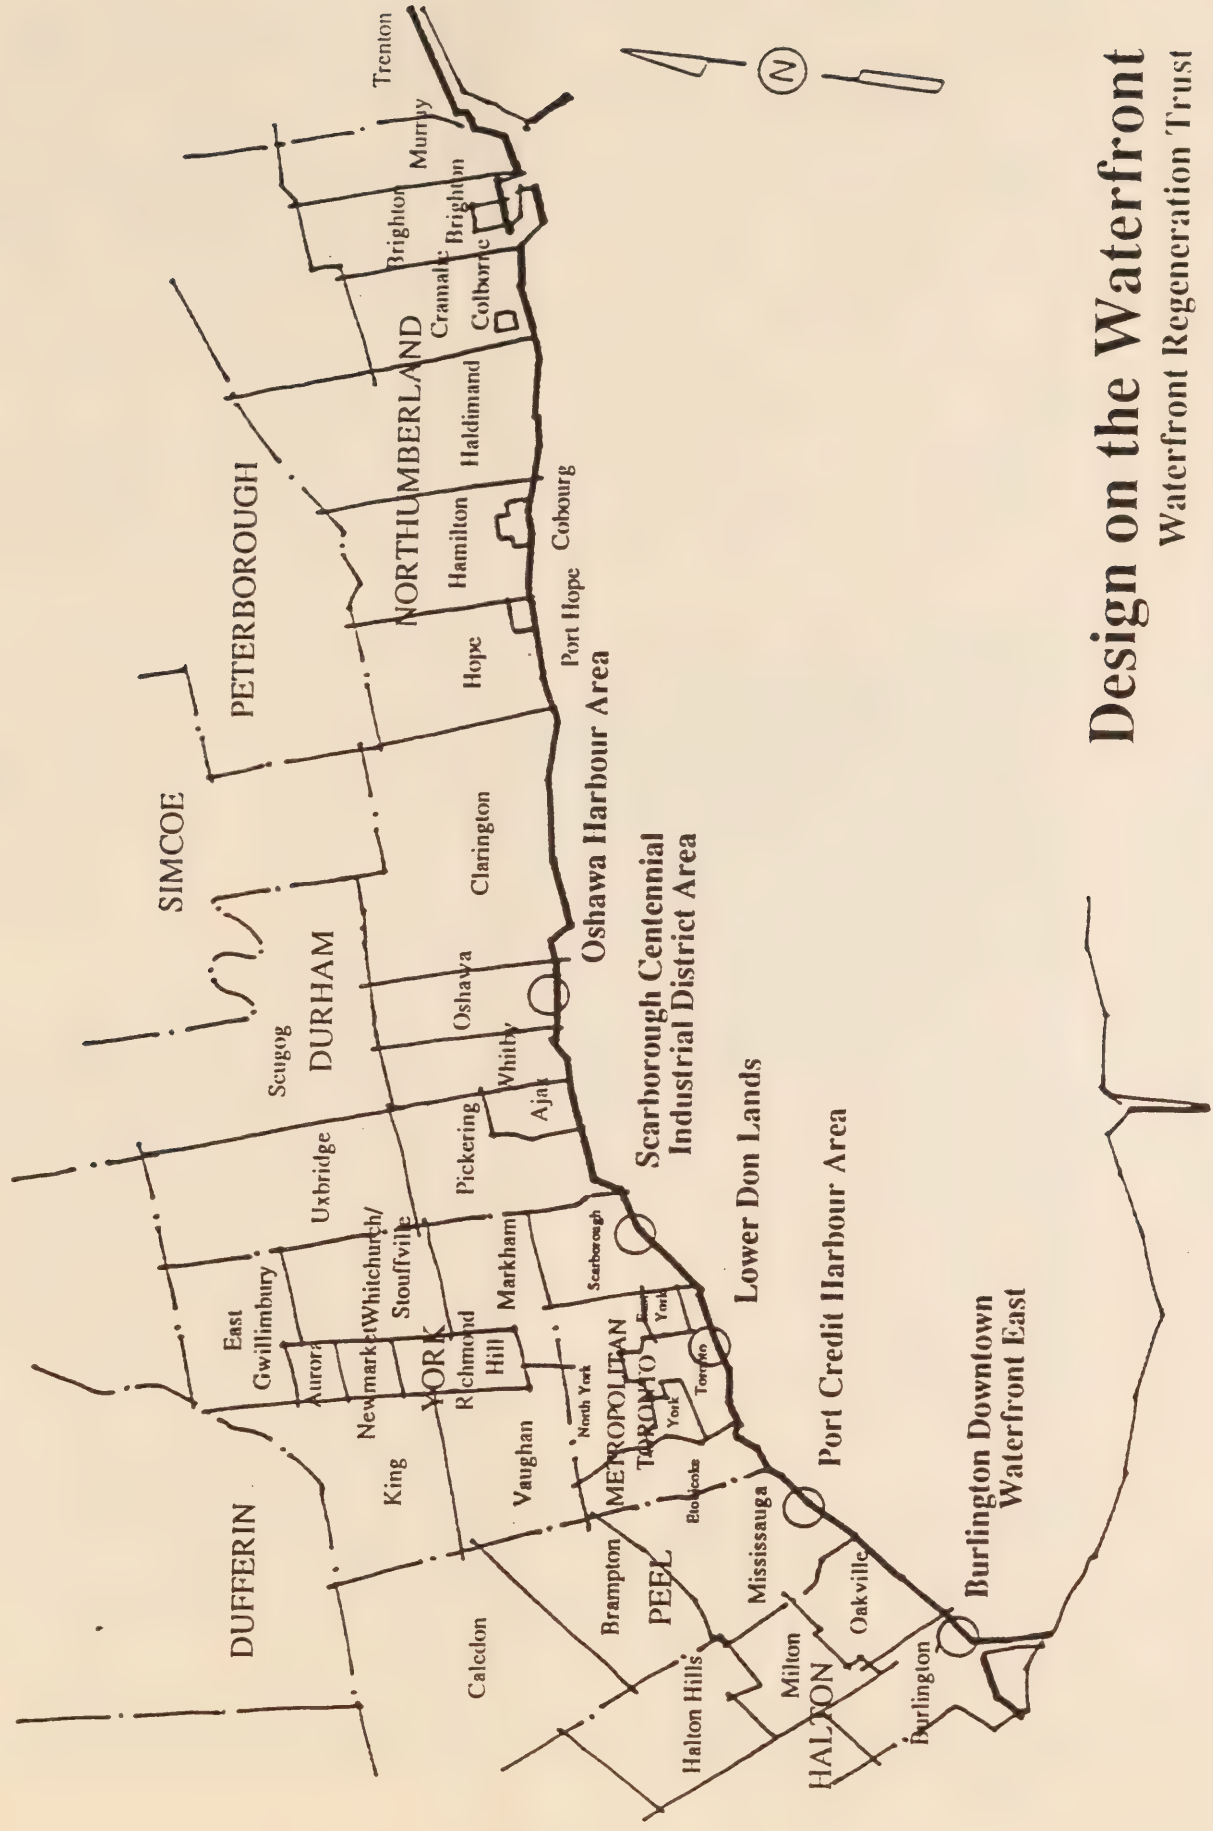 DUFFERIN
SIMCOE
PETERBOROUGH
DURHAM
NORTHUMBERLAND
YORK
METROPOLITAN
TORONTO
PEEL
HALTON
East
Gwillimbury
Uxbridge
Scugog
Aurora
Newmarket
Whitchurch/
Stouffville
King
Richmond
Hill
Markham
Vaughan
Caledon
Brampton
Pickering
Ajax
Whitby
Oshawa
Clarington
Hope
Port Hope
Hamilton
Cobourg
Haldimand
Cramahe
Colborne
Brighton
Brighton
Murray
Trenton
North York
Scarborough
East
York
York
Toronto
Etobicoke
Mississauga
Halton Hills
Milton
Oakville
Burlington
Oshawa Harbour Area
Scarborough Centennial
Industrial District Area
Lower Don Lands
Port Credit Harbour Area
Burlington Downtown
Waterfront East
N
Design on the Waterfront
Waterfront Regeneration Trust